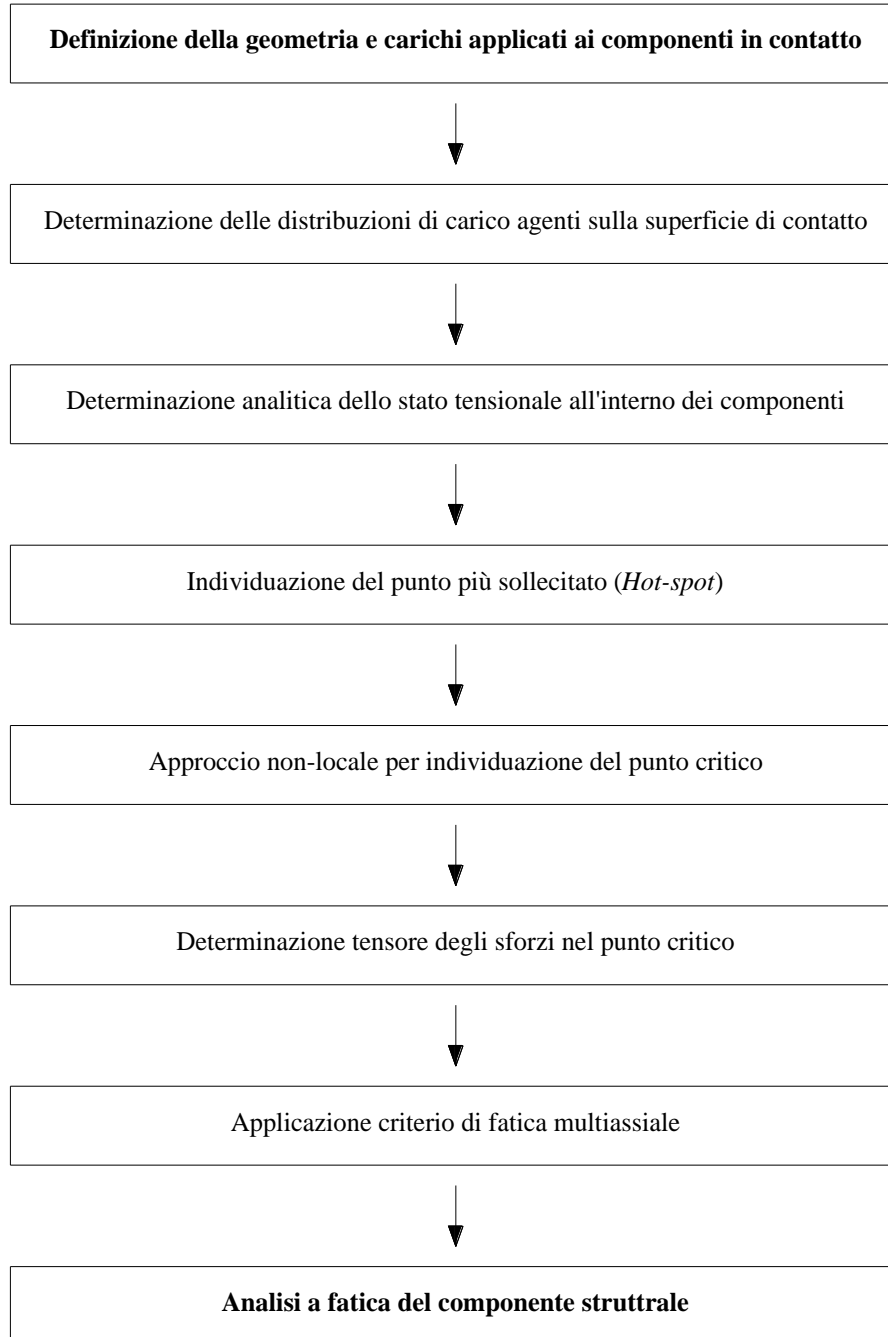 Definizione della geometria e carichi applicati ai componenti in contatto
Determinazione delle distribuzioni di carico agenti sulla superficie di contatto
Determinazione analitica dello stato tensionale all'interno dei componenti
Individuazione del punto più sollecitato (Hot-spot)
Approccio non-locale per individuazione del punto critico
Determinazione tensore degli sforzi nel punto critico
Applicazione criterio di fatica multiassiale
Analisi a fatica del componente struttrale